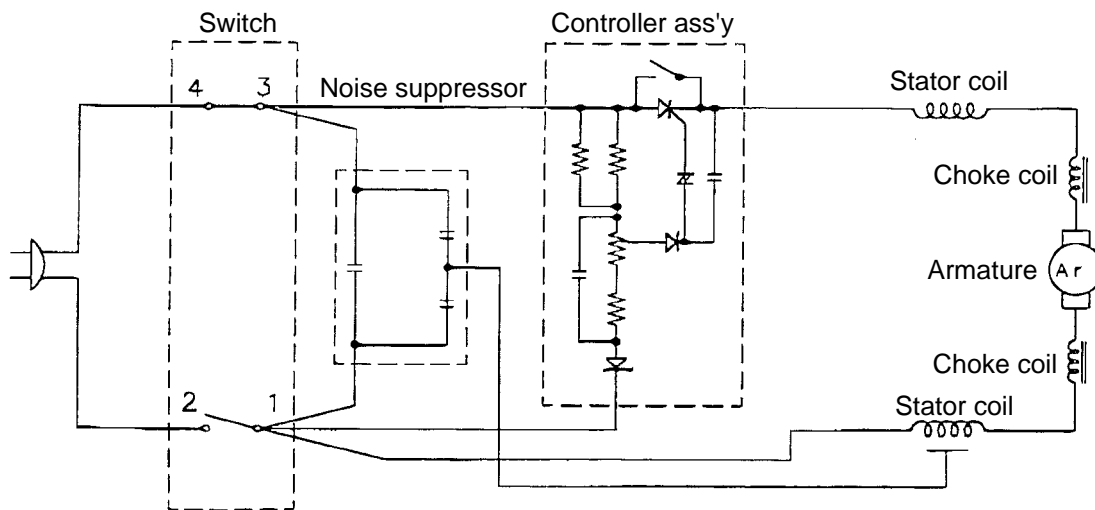 Switch
Controller ass'y
4 3
Noise suppressor
Stator coil
Choke coil
Armature
Ar
Choke coil
2 1
Stator coil